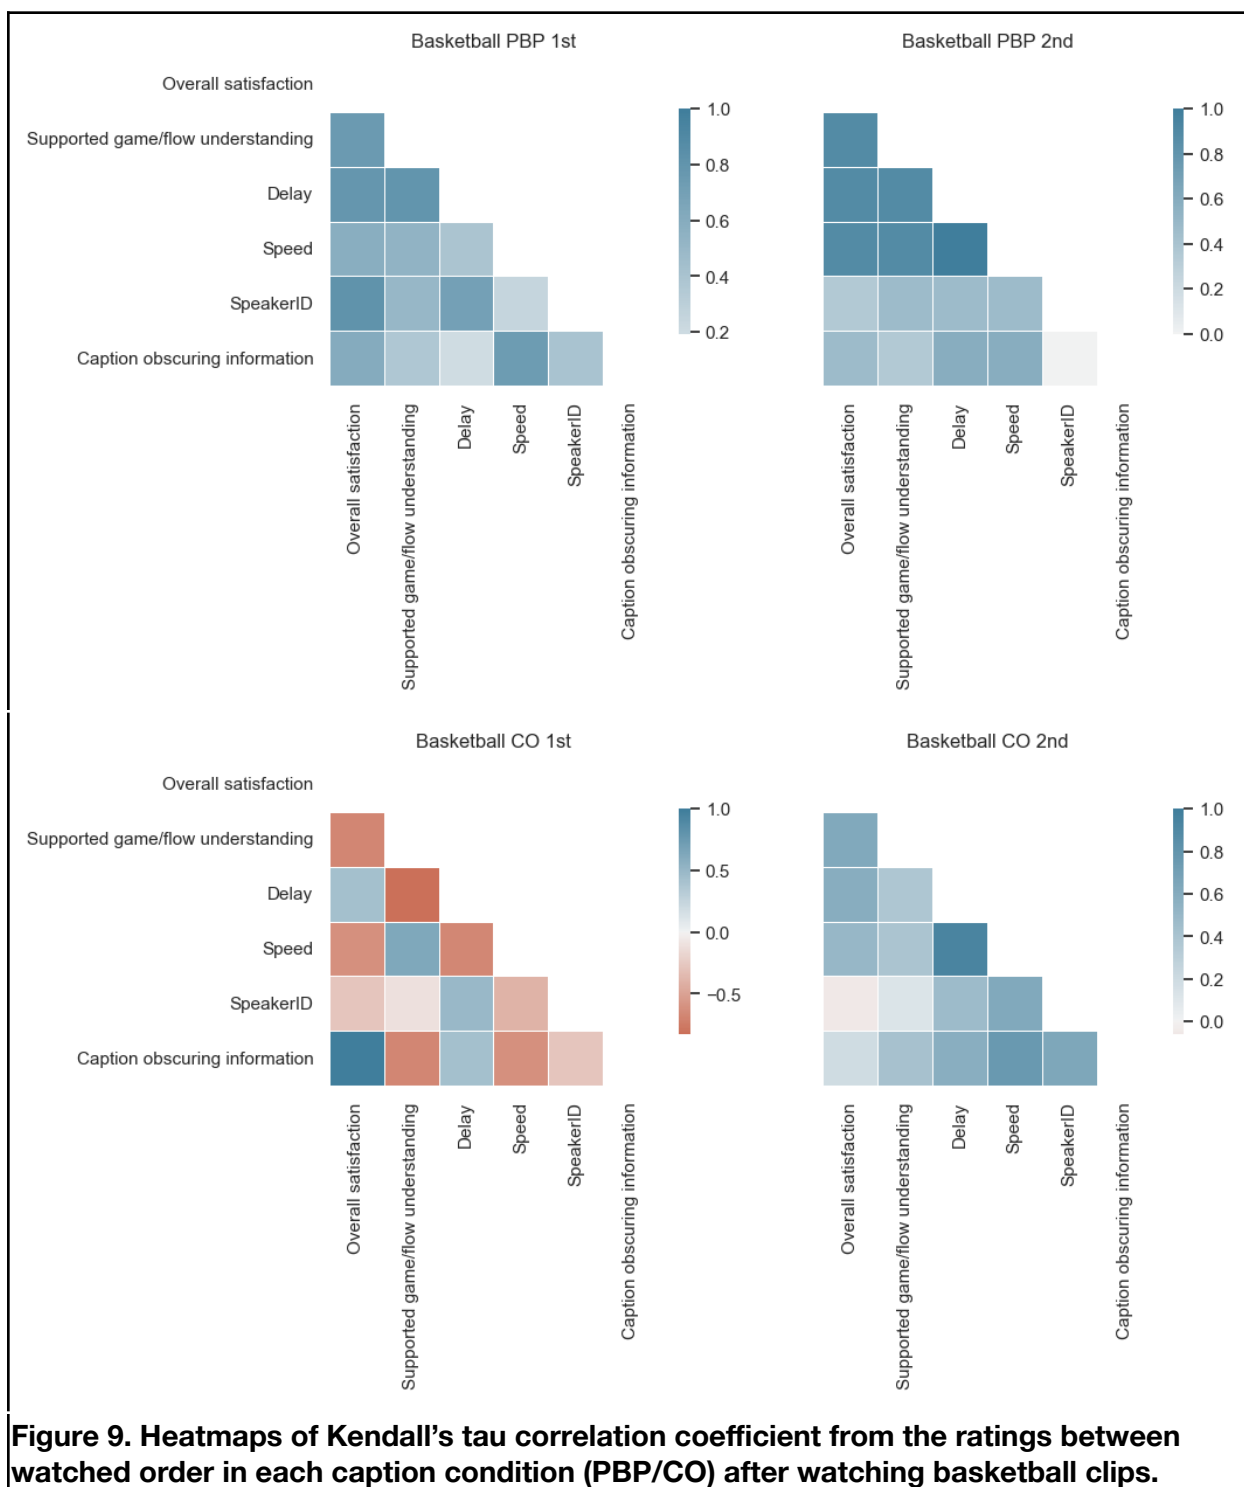 Basketball PBP 1st
Overall satisfaction
Supported game/flow understanding
Delay
Speed
SpeakerID
Caption obscuring information
1.0
0.8
0.6
0.4
0.2
Overall satisfaction
Supported game/flow understanding
Delay
Speed
SpeakerID
Caption obscuring information
Basketball PBP 2nd
1.0
0.8
0.6
0.4
0.2
0.0
Overall satisfaction
Supported game/flow understanding
Delay
Speed
SpeakerID
Caption obscuring information
Basketball CO 1st
Overall satisfaction
Supported game/flow understanding
Delay
Speed
SpeakerID
Caption obscuring information
1.0
0.5
0.0
−0.5
Overall satisfaction
Supported game/flow understanding
Delay
Speed
SpeakerID
Caption obscuring information
Basketball CO 2nd
1.0
0.8
0.6
0.4
0.2
0.0
Overall satisfaction
Supported game/flow understanding
Delay
Speed
SpeakerID
Caption obscuring information
Figure 9. Heatmaps of Kendall’s tau correlation coefficient from the ratings between
watched order in each caption condition (PBP/CO) after watching basketball clips.